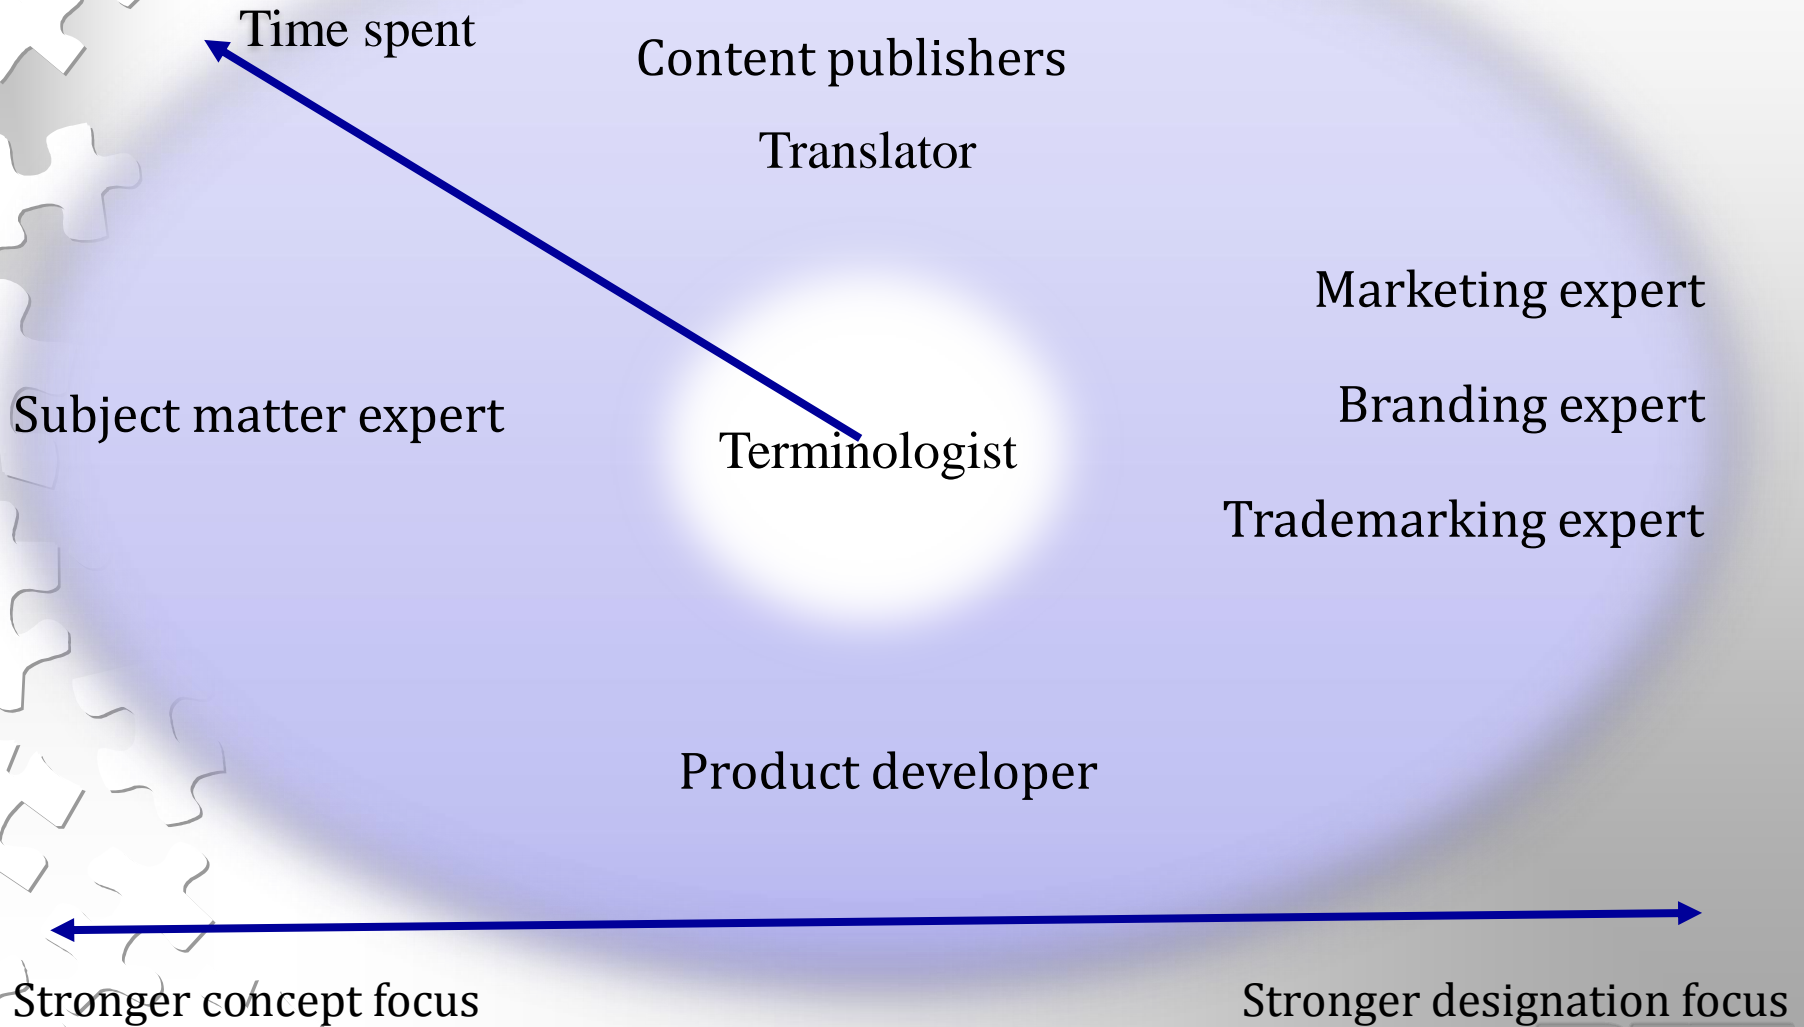 Time spent
Content publishers
Translator
Marketing expert
Subject matter expert
Branding expert
Terminologist
Trademarking expert
Product developer
Stronger concept focus
Stronger designation focus